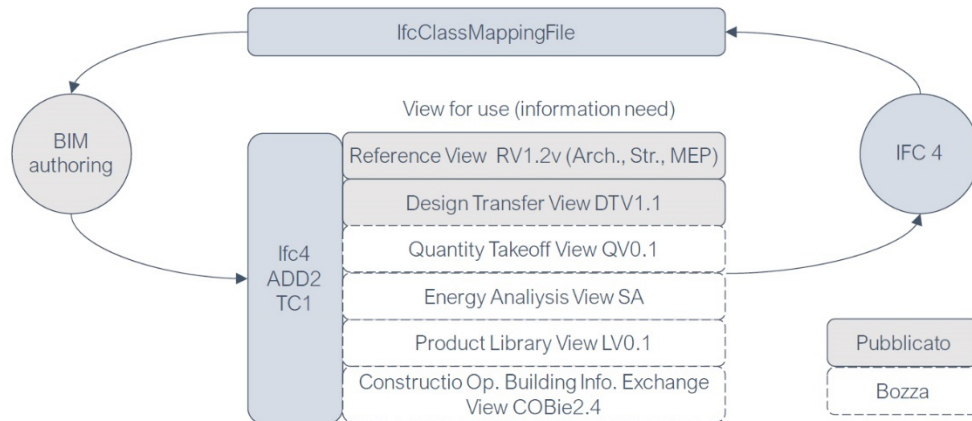 IfcClassMappingFile
View for use (information need)
BIM
authoring
Ifc4
ADD2
TC1
Reference View RV1.2v (Arch., Str., MEP)
Design Transfer View DTV1.1
Quantity Takeoff View QV0.1
Energy Analiysis View SA
Product Library View LV0.1
Constructio Op. Building Info. Exchange
View COBie2.4
IFC 4
Pubblicato
Bozza